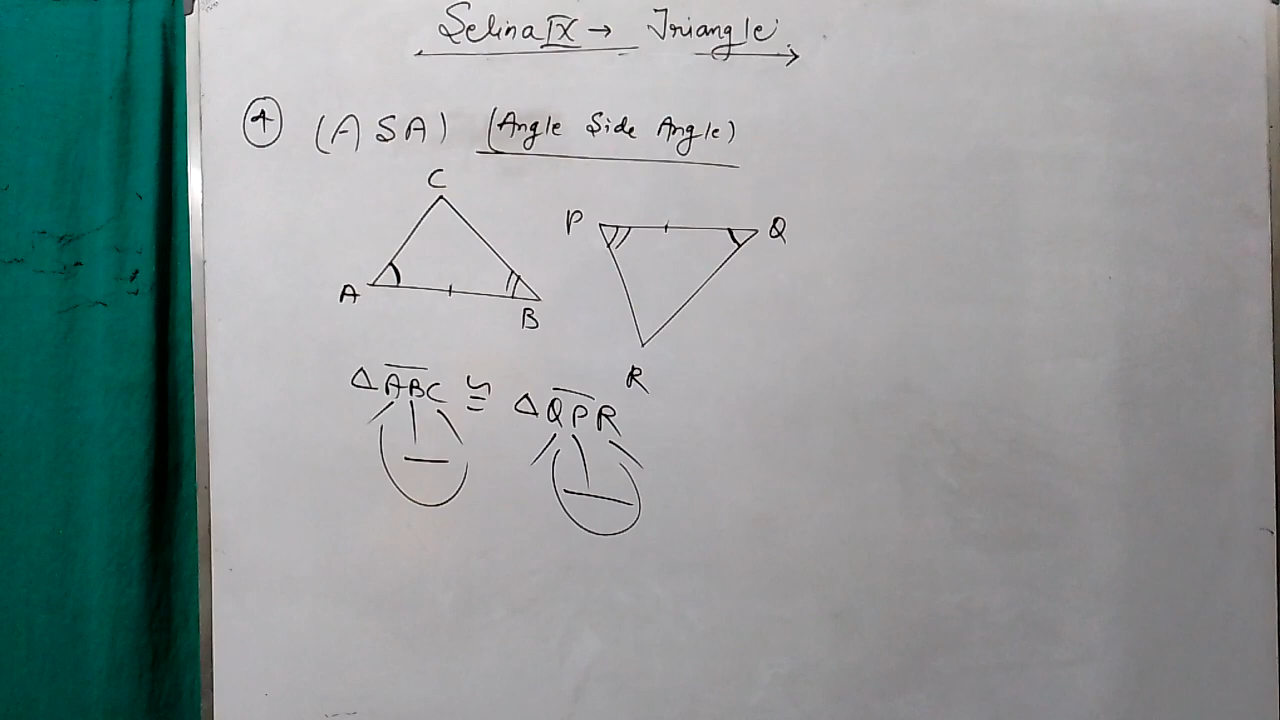 Selina IX → Triangle
④ (ASA) (Angle Side Angle)
C
P Q
A B
R
Δ ABC ≅ Δ QPR